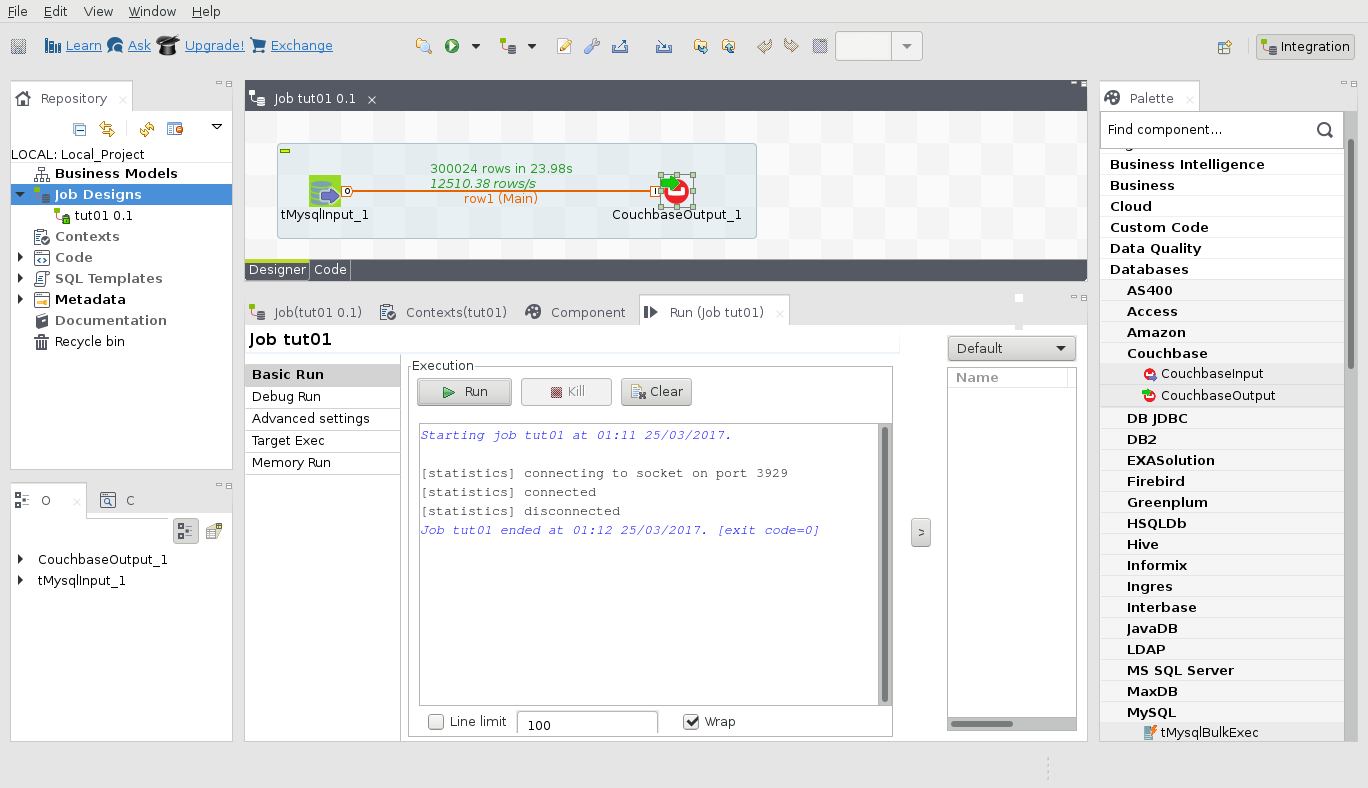 File Edit View Window Help
Learn Ask Upgrade! Exchange Integration
Repository
LOCAL: Local_Project
Business Models
Job Designs
tut01 0.1
Contexts
Code
SQL Templates
Metadata
Documentation
Recycle bin
O C
CouchbaseOutput_1
tMysqlInput_1
Job tut01 0.1
300024 rows in 23.98s
12510.38 rows/s
row1 (Main)
O
I
tMysqlInput_1 CouchbaseOutput_1
Designer Code
Job(tut01 0.1) Contexts(tut01) Component Run (Job tut01)
Job tut01
Basic Run
Debug Run
Advanced settings
Target Exec
Memory Run
Execution
Run Kill Clear
Starting job tut01 at 01:11 25/03/2017.
[statistics] connecting to socket on port 3929
[statistics] connected
[statistics] disconnected
Job tut01 ended at 01:12 25/03/2017. [exit code=0]
Line limit 100 Wrap
>
Default
Name
Palette
Find component...
Business Intelligence
Business
Cloud
Custom Code
Data Quality
Databases
AS400
Access
Amazon
Couchbase
CouchbaseInput
CouchbaseOutput
DB JDBC
DB2
EXASolution
Firebird
Greenplum
HSQLDb
Hive
Informix
Ingres
Interbase
JavaDB
LDAP
MS SQL Server
MaxDB
MySQL
tMysqlBulkExec